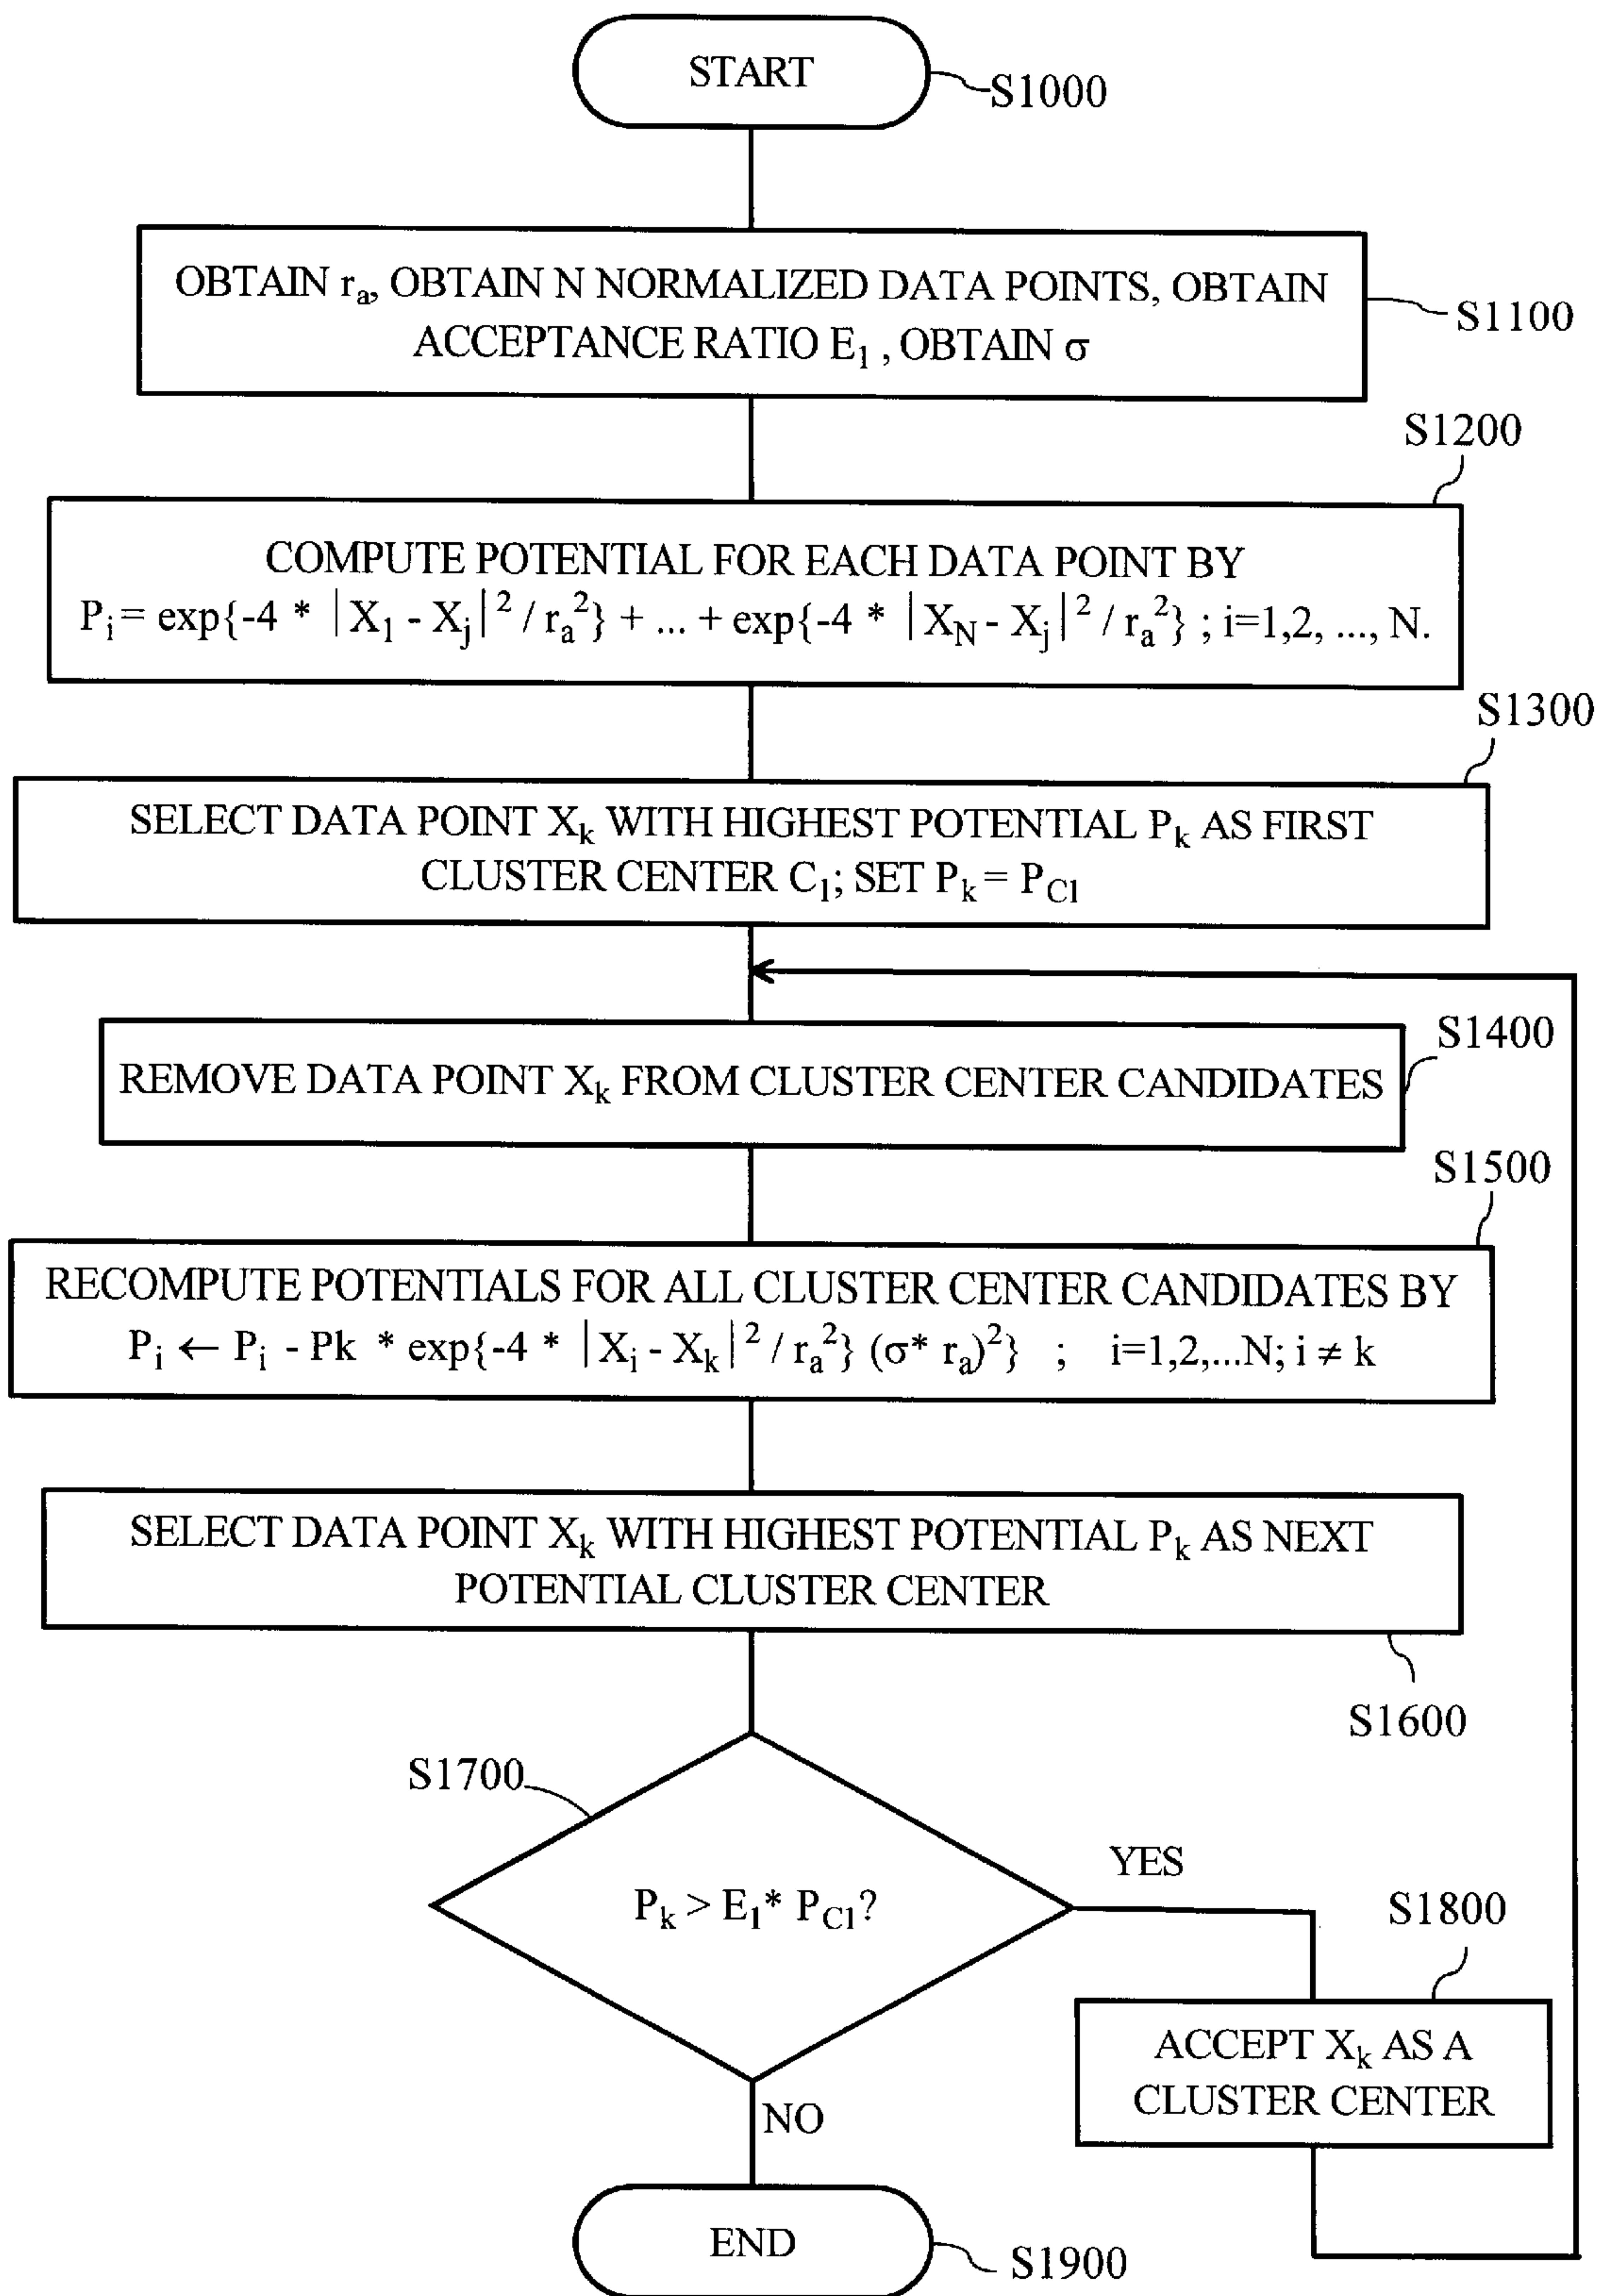 START
S1000
OBTAIN rₐ, OBTAIN N NORMALIZED DATA POINTS, OBTAIN
ACCEPTANCE RATIO E₁ , OBTAIN σ
S1100
S1200
COMPUTE POTENTIAL FOR EACH DATA POINT BY
Pᵢ = exp{-4 * |X₁ - Xⱼ|² / rₐ²} + ... + exp{-4 * |X_N - Xⱼ|² / rₐ²} ; i=1,2, ..., N.
S1300
SELECT DATA POINT Xₖ WITH HIGHEST POTENTIAL Pₖ AS FIRST
CLUSTER CENTER C₁; SET Pₖ = P_C1
S1400
REMOVE DATA POINT Xₖ FROM CLUSTER CENTER CANDIDATES
S1500
RECOMPUTE POTENTIALS FOR ALL CLUSTER CENTER CANDIDATES BY
Pᵢ ← Pᵢ - Pk * exp{-4 * |Xᵢ - Xₖ|² / rₐ²} (σ* rₐ)²} ; i=1,2,...N; i ≠ k
SELECT DATA POINT Xₖ WITH HIGHEST POTENTIAL Pₖ AS NEXT
POTENTIAL CLUSTER CENTER
S1600
S1700
Pₖ > E₁* P_C1?
YES
S1800
ACCEPT Xₖ AS A
CLUSTER CENTER
NO
END
S1900